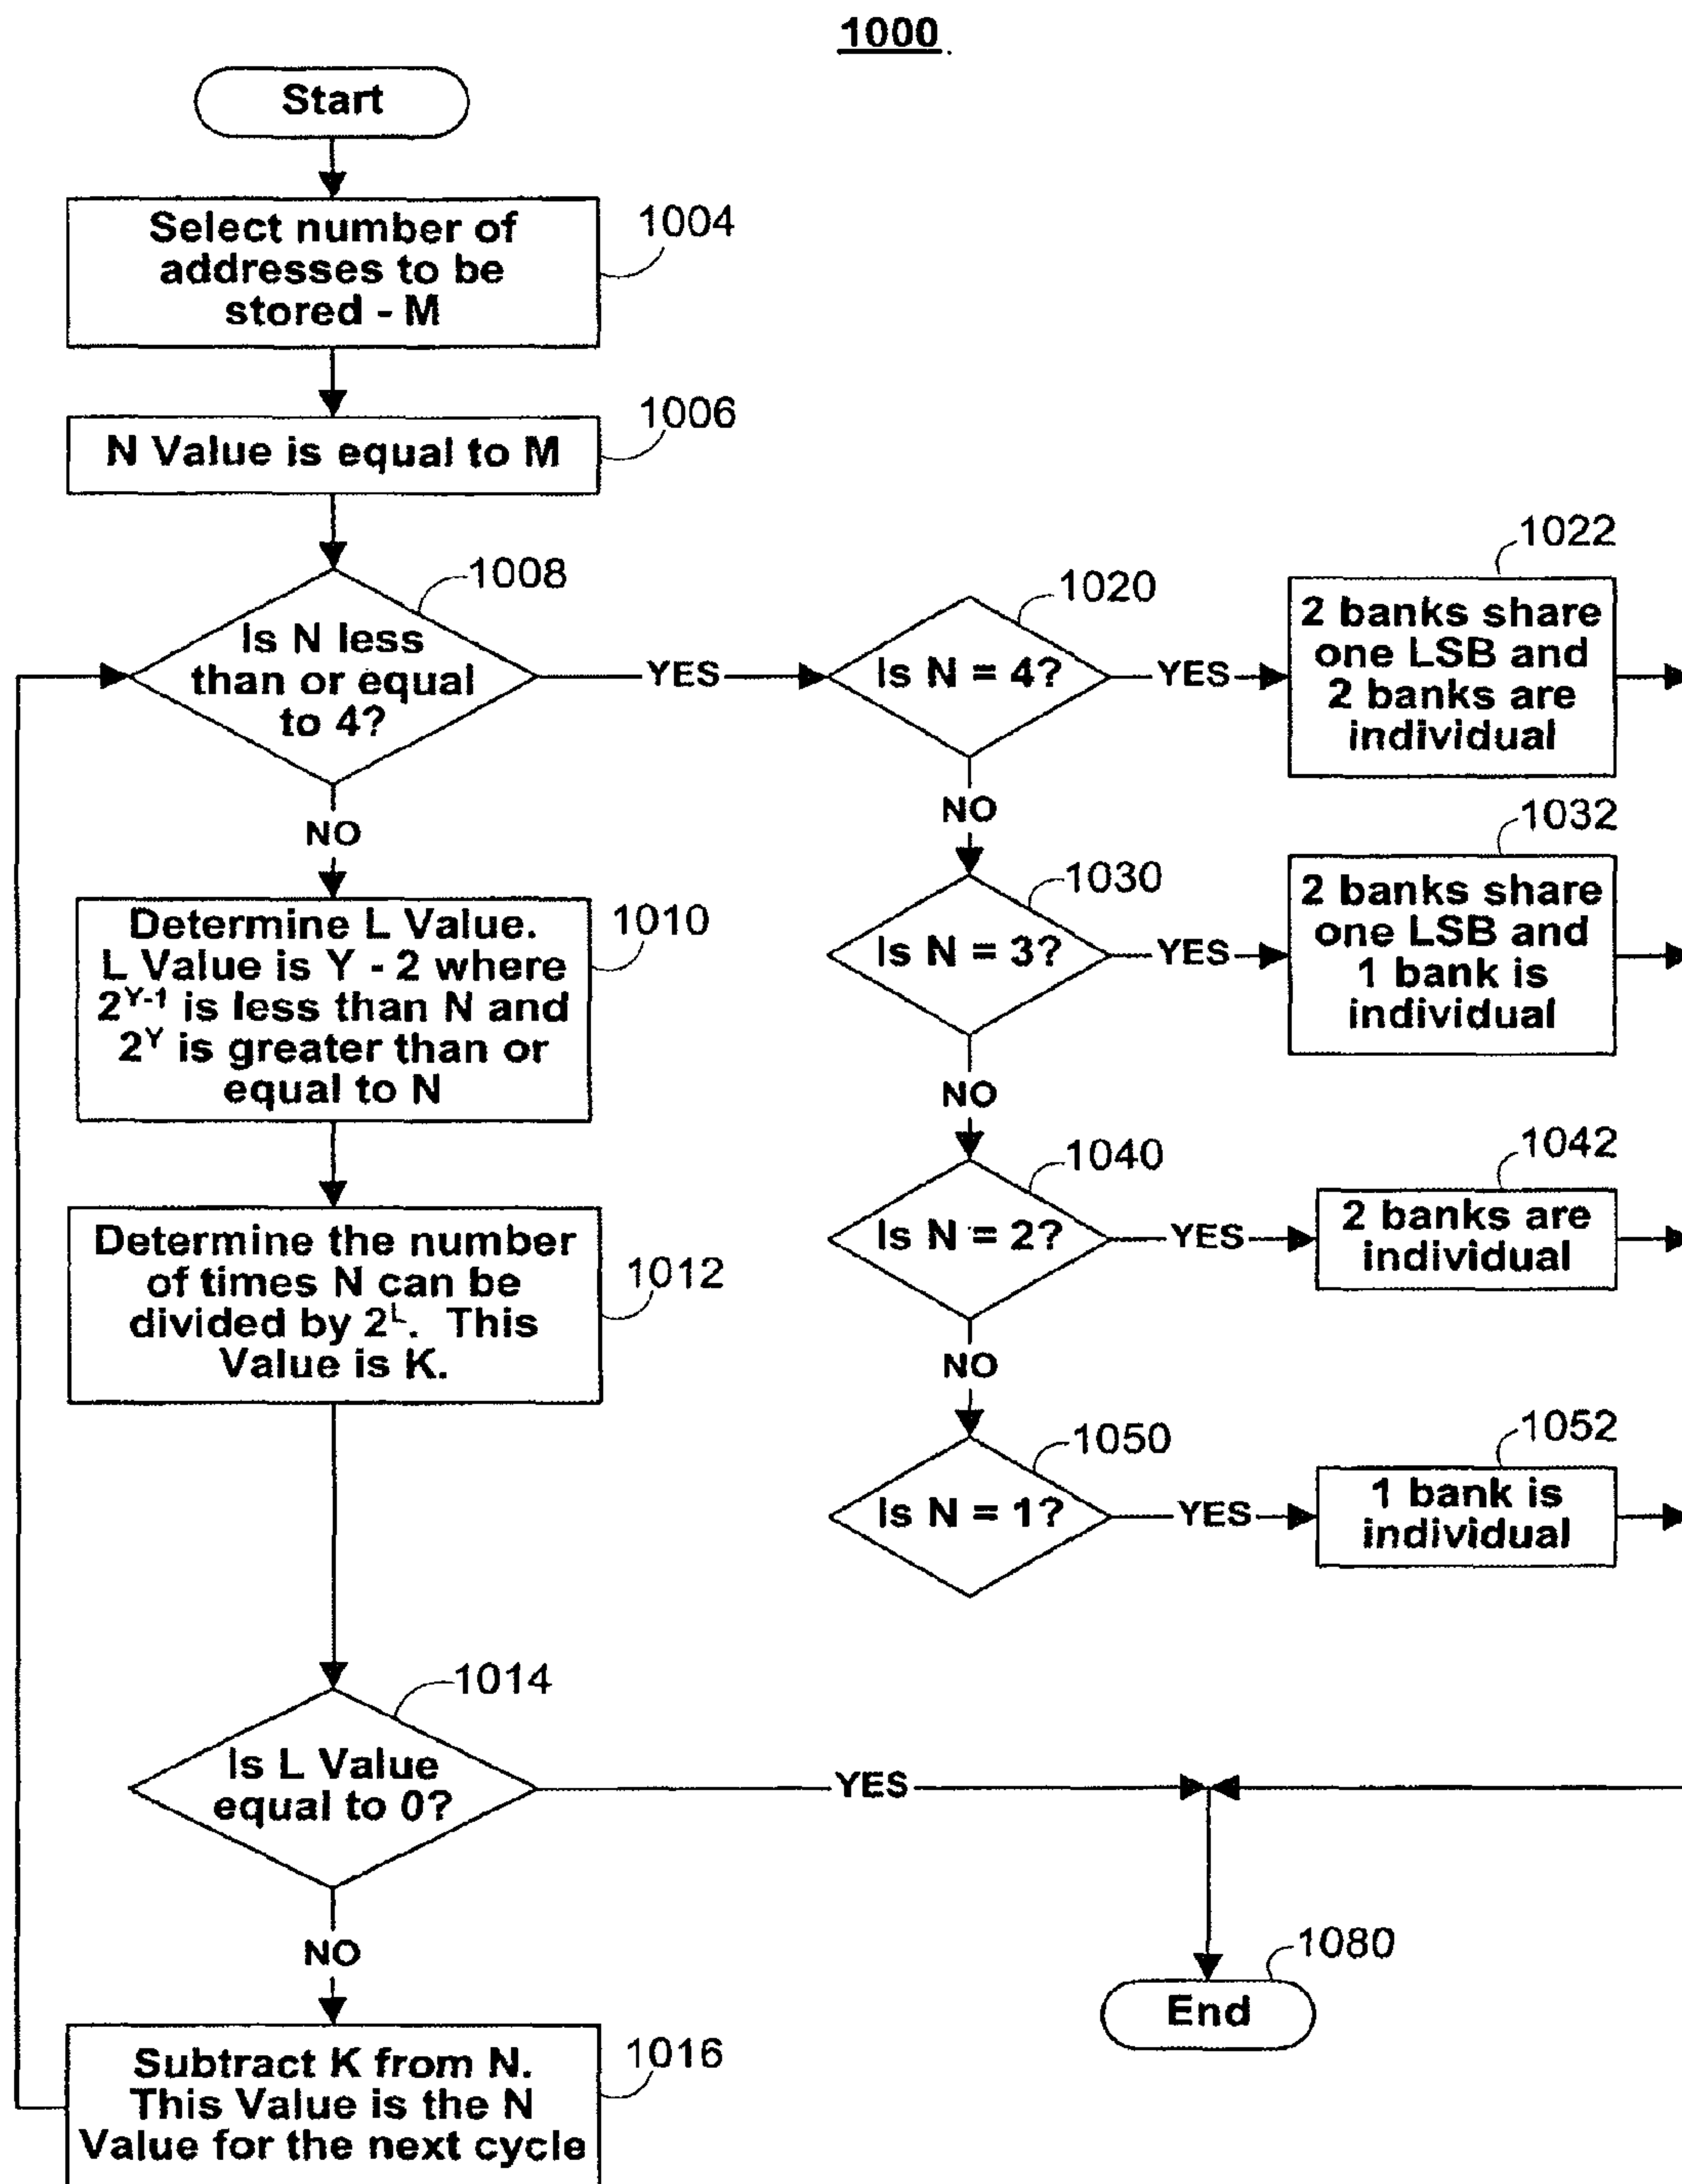 1000
Start
Select number of
addresses to be
stored - M
1004
N Value is equal to M
1006
Is N less
than or equal
to 4?
1008
YES
NO
Determine L Value.
L Value is Y - 2 where
2^Y-1 is less than N and
2^Y is greater than or
equal to N
1010
Determine the number
of times N can be
divided by 2^L. This
Value is K.
1012
Is L Value
equal to 0?
1014
YES
NO
Subtract K from N.
This Value is the N
Value for the next cycle
1016
Is N = 4?
1020
YES
NO
2 banks share
one LSB and
2 banks are
individual
1022
Is N = 3?
1030
YES
NO
2 banks share
one LSB and
1 bank is
individual
1032
Is N = 2?
1040
YES
NO
2 banks are
individual
1042
Is N = 1?
1050
YES
1 bank is
individual
1052
End
1080